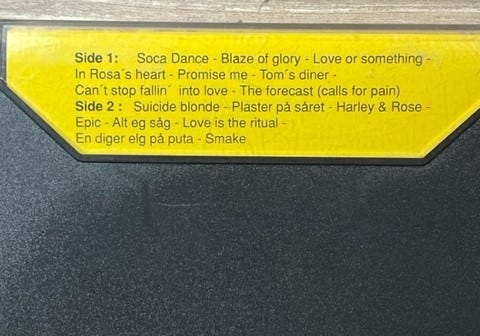 Side 1: Soca Dance - Blaze of glory - Love or something -
In Rosa´s heart - Promise me - Tom´s diner -
Can´t stop fallin´ into love - The forecast (calls for pain)
Side 2 : Suicide blonde - Plaster på såret - Harley & Rose -
Epic - Alt eg såg - Love is the ritual -
En diger elg på puta - Smake